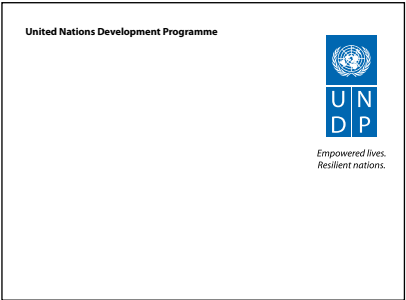 United Nations Development Programme
U N
D P
Empowered lives.
Resilient nations.